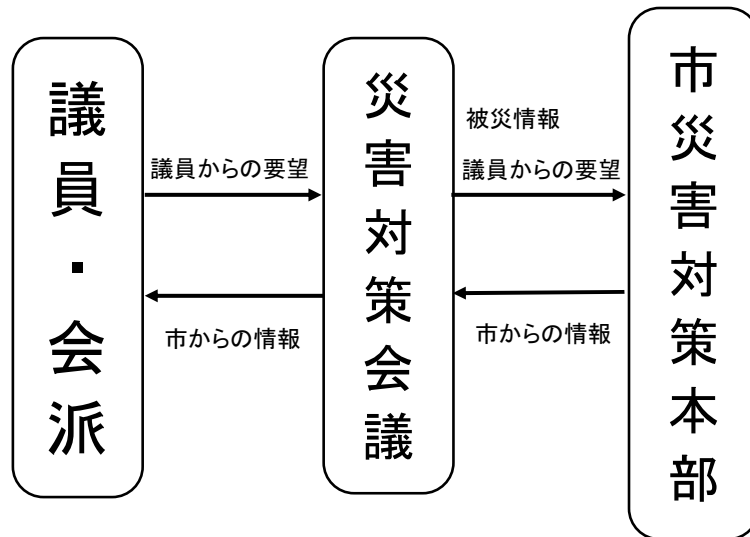 議員・会派
議員からの要望
市からの情報
災害対策会議
被災情報
議員からの要望
市からの情報
市災害対策本部